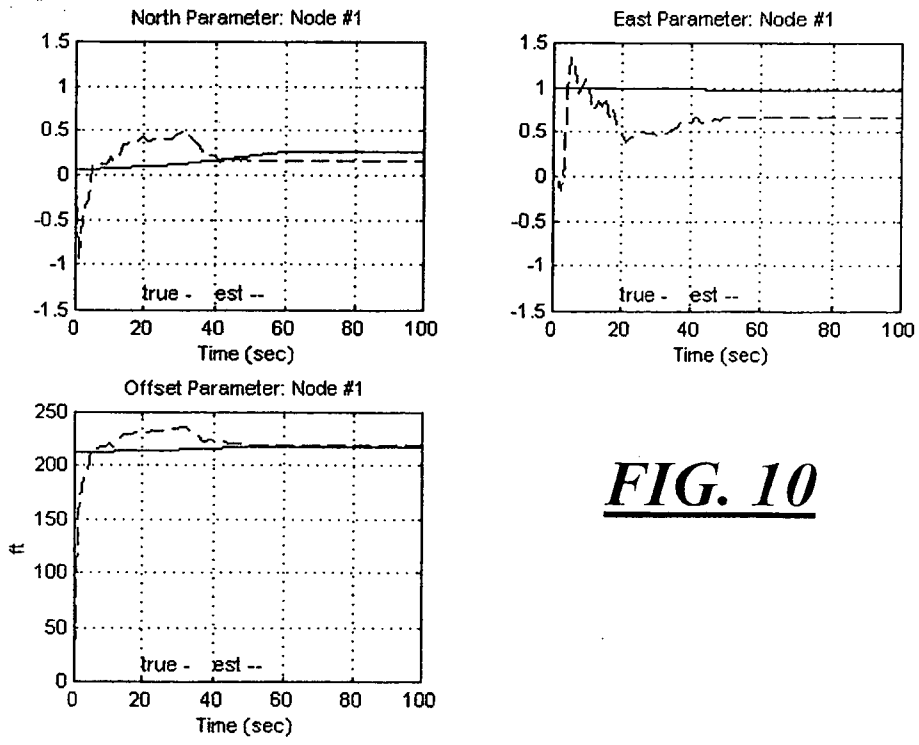 North Parameter: Node #1
1.5
1
0.5
0
-0.5
-1
-1.5
true - est --
0 20 40 60 80 100
Time (sec)
East Parameter: Node #1
1.5
1
0.5
0
-0.5
-1
-1.5
true - est --
0 20 40 60 80 100
Time (sec)
Offset Parameter: Node #1
250
200
150
100
50
0
ft
true - est --
0 20 40 60 80 100
Time (sec)
FIG. 10